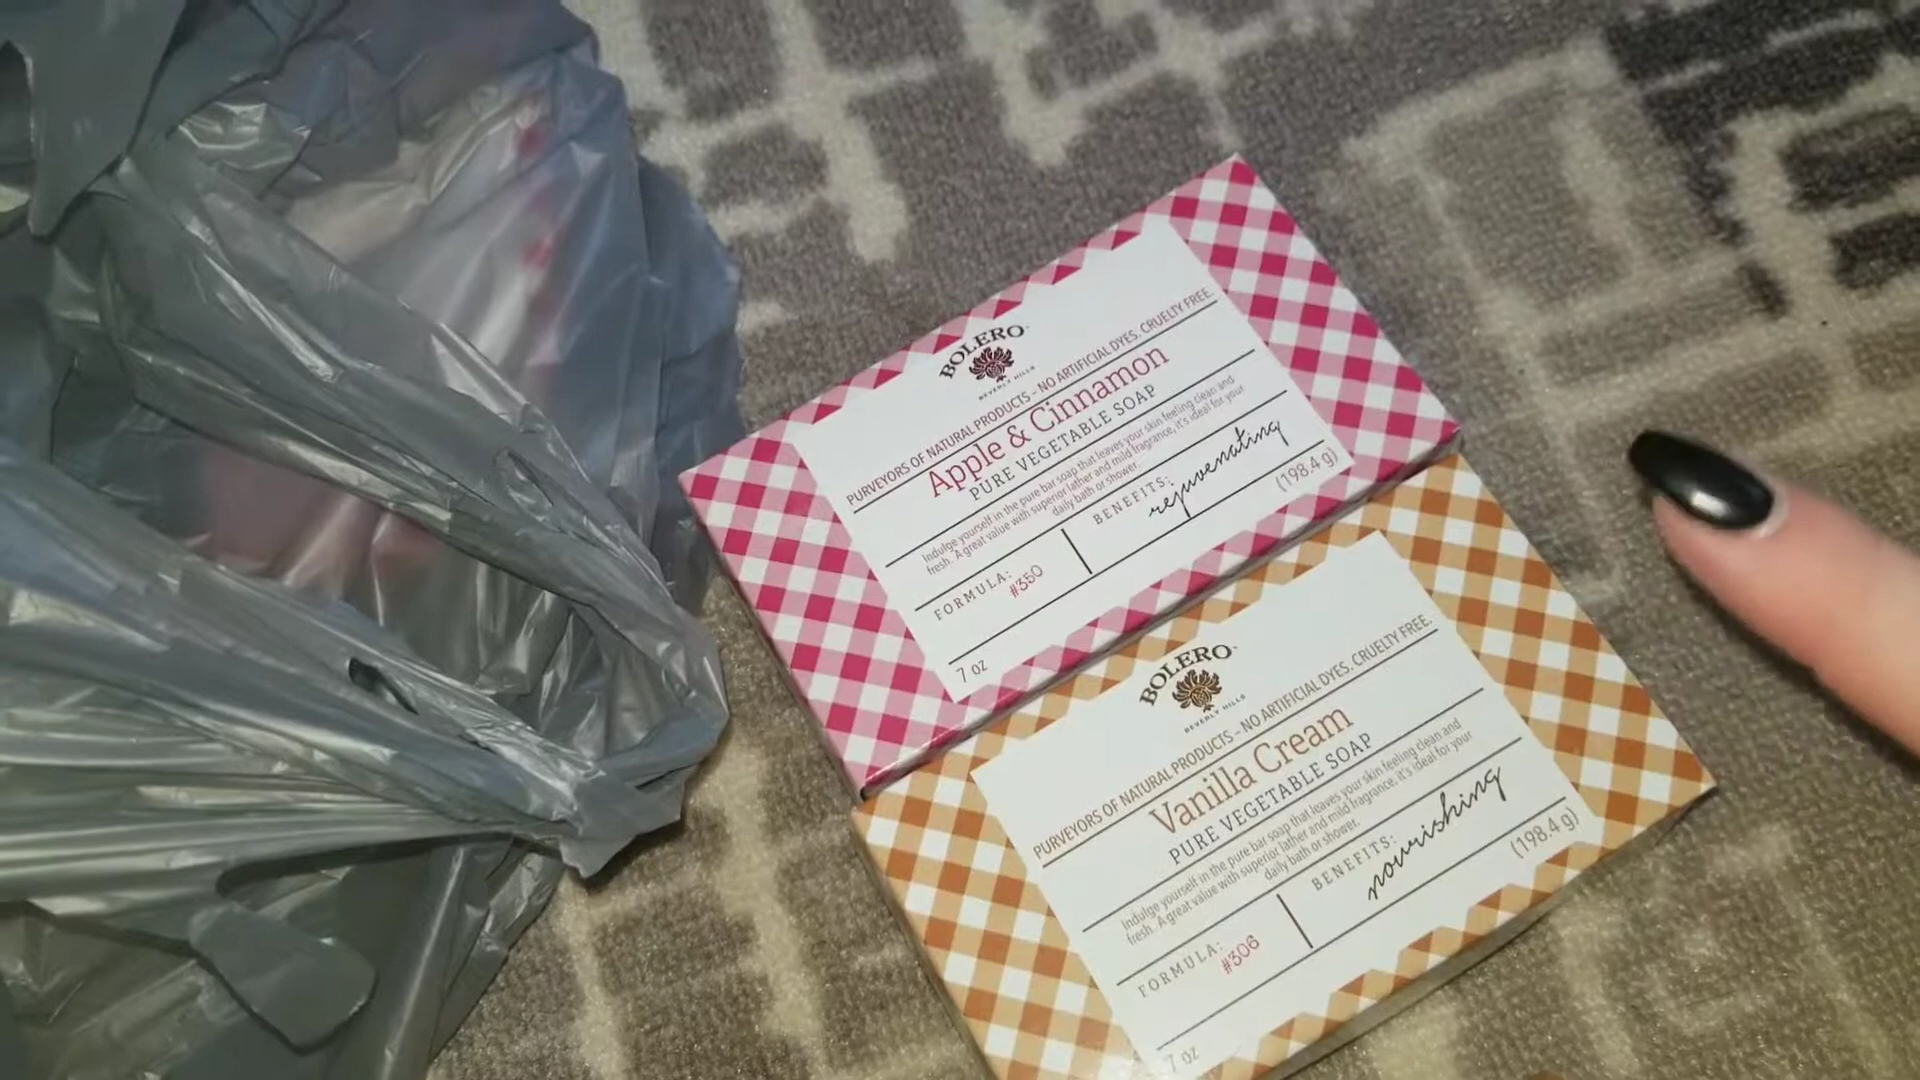 BOLERO
BEVERLY HILLS
PURVEYORS OF NATURAL PRODUCTS – NO ARTIFICIAL DYES. CRUELTY FREE.
Apple & Cinnamon
PURE VEGETABLE SOAP
Indulge yourself in the pure bar soap that leaves your skin feeling clean and
fresh. A great value with superior lather and mild fragrance, it's ideal for your
daily bath or shower.
FORMULA:
#350
BENEFITS:
rejuvenating
7 oz
(198.4 g)
BOLERO
BEVERLY HILLS
PURVEYORS OF NATURAL PRODUCTS – NO ARTIFICIAL DYES. CRUELTY FREE.
Vanilla Cream
PURE VEGETABLE SOAP
Indulge yourself in the pure bar soap that leaves your skin feeling clean and
fresh. A great value with superior lather and mild fragrance, it's ideal for your
daily bath or shower.
FORMULA:
#306
BENEFITS:
nourishing
7 oz
(198.4 g)